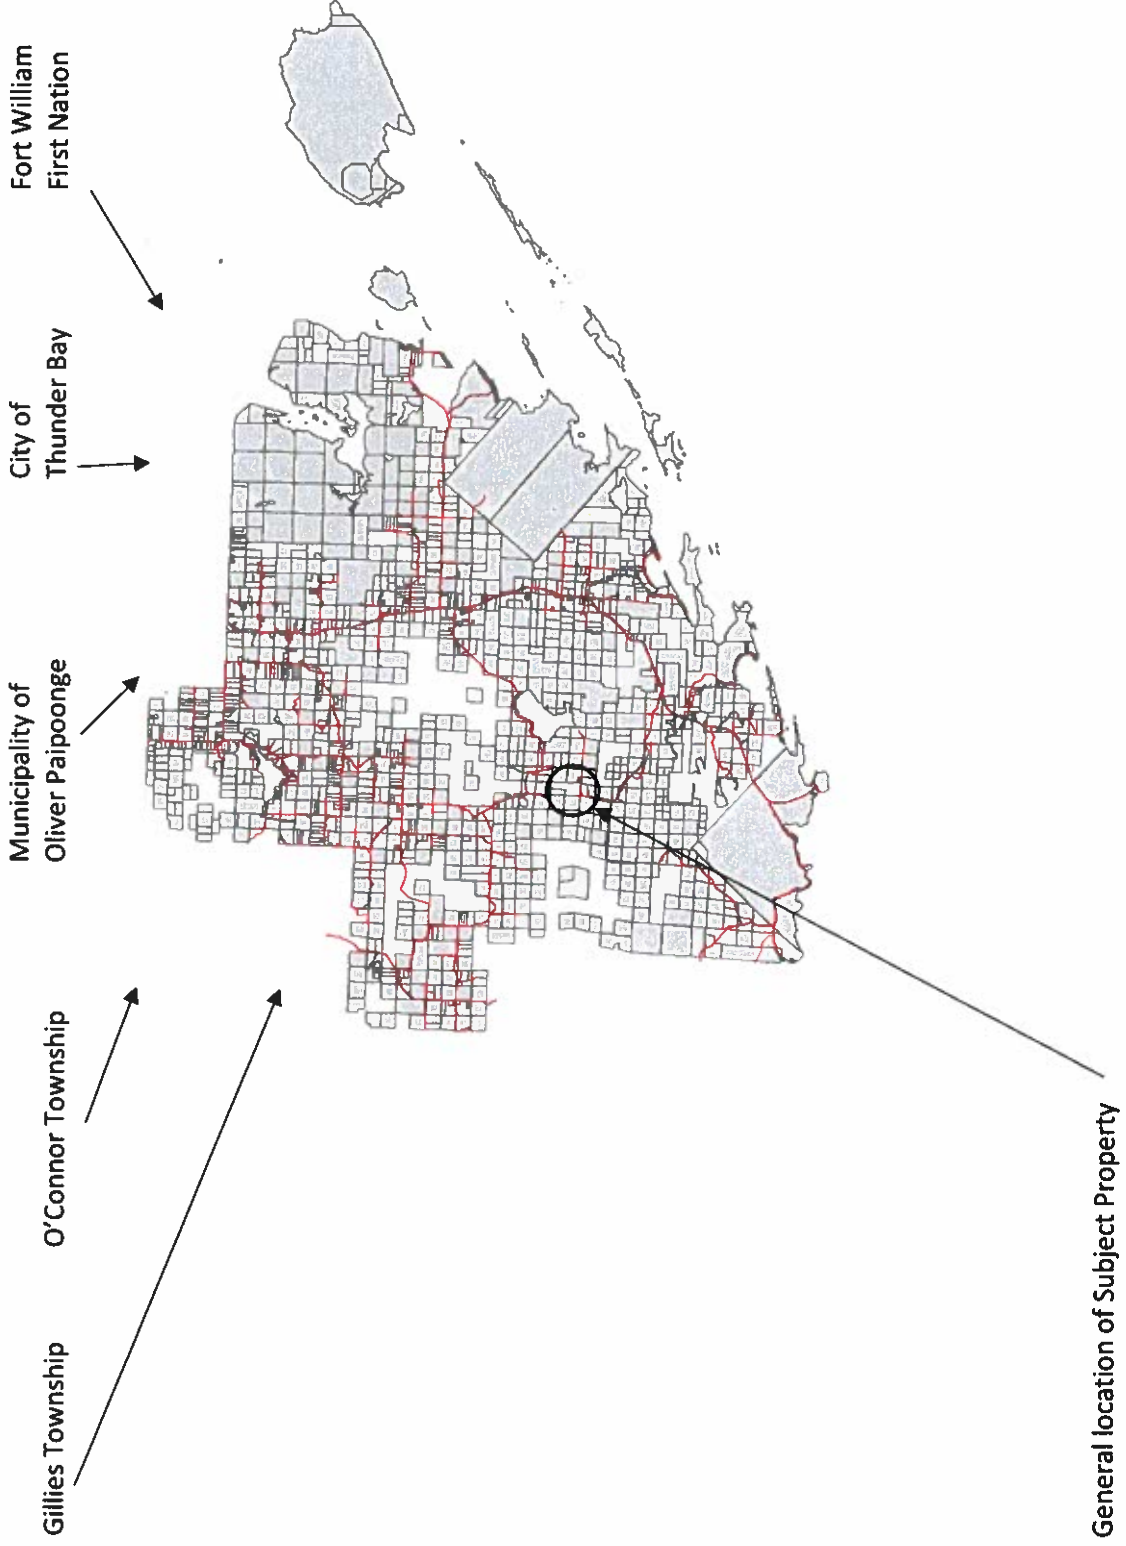 Gillies Township
O'Connor Township
Municipality of
Oliver Paipoonge
City of
Thunder Bay
Fort William
First Nation
General location of Subject Property